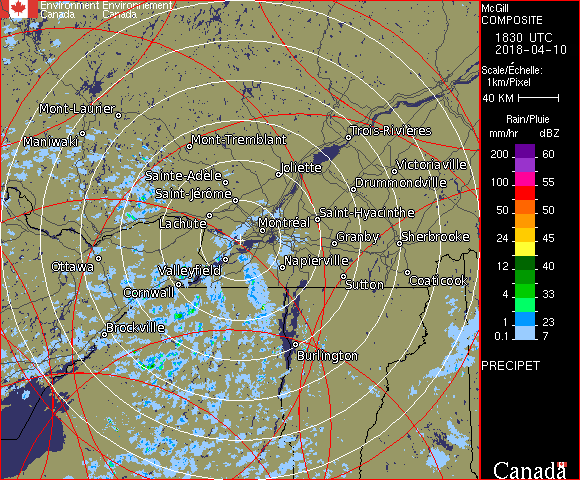 Environment Environnement
Canada Canada
McGill
COMPOSITE
1830 UTC
2018-04-10
Scale/Échelle:
1km/Pixel
40 KM
Rain/Pluie
mm/hr dBZ
200 60
100 55
50 50
24 45
12 40
4 33
1 23
0.1 7
PRECIPET
Canada
Mont-Laurier
Maniwaki
Mont-Tremblant
Trois-Rivières
Sainte-Adèle
Joliette
Victoriaville
Saint-Jérôme
Drummondville
Lachute
Montréal
Saint-Hyacinthe
Granby
Sherbrooke
Ottawa
Valleyfield
Napierville
Cornwall
Sutton
Coaticook
Brockville
Burlington